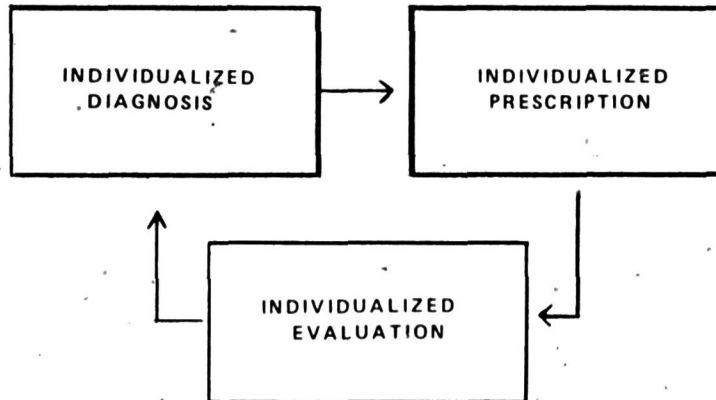 INDIVIDUALIZED
DIAGNOSIS
INDIVIDUALIZED
PRESCRIPTION
INDIVIDUALIZED
EVALUATION